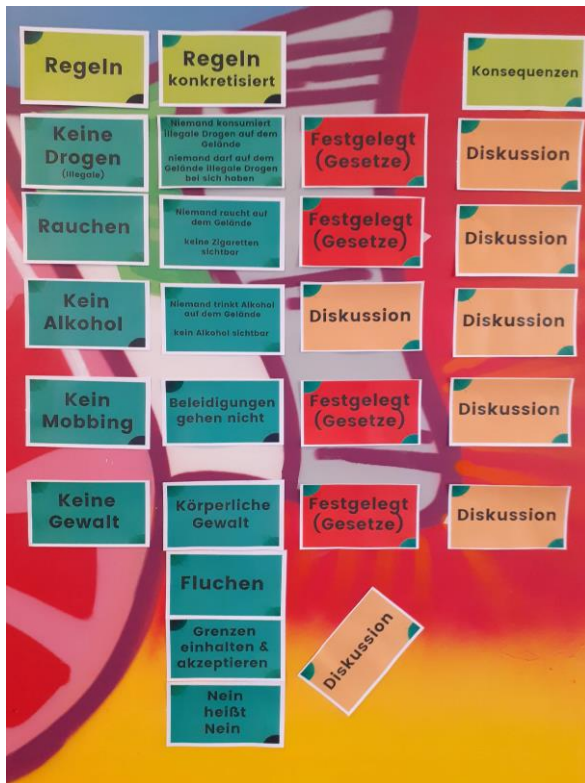 Regeln
Regeln
konkretisiert
Konsequenzen
Keine
Drogen
(illegale)
Niemand konsumiert
illegale Drogen auf dem
Gelände
niemand darf auf dem
Gelände illegale Drogen
bei sich haben
Festgelegt
(Gesetze)
Diskussion
Rauchen
Niemand raucht auf
dem Gelände
keine Zigaretten
sichtbar
Festgelegt
(Gesetze)
Diskussion
Kein
Alkohol
Niemand trinkt Alkohol
auf dem Gelände
kein Alkohol sichtbar
Diskussion
Diskussion
Kein
Mobbing
Beleidigungen
gehen nicht
Festgelegt
(Gesetze)
Diskussion
Keine
Gewalt
Körperliche
Gewalt
Festgelegt
(Gesetze)
Diskussion
Fluchen
Grenzen
einhalten &
akzeptieren
Diskussion
Nein
heißt
Nein